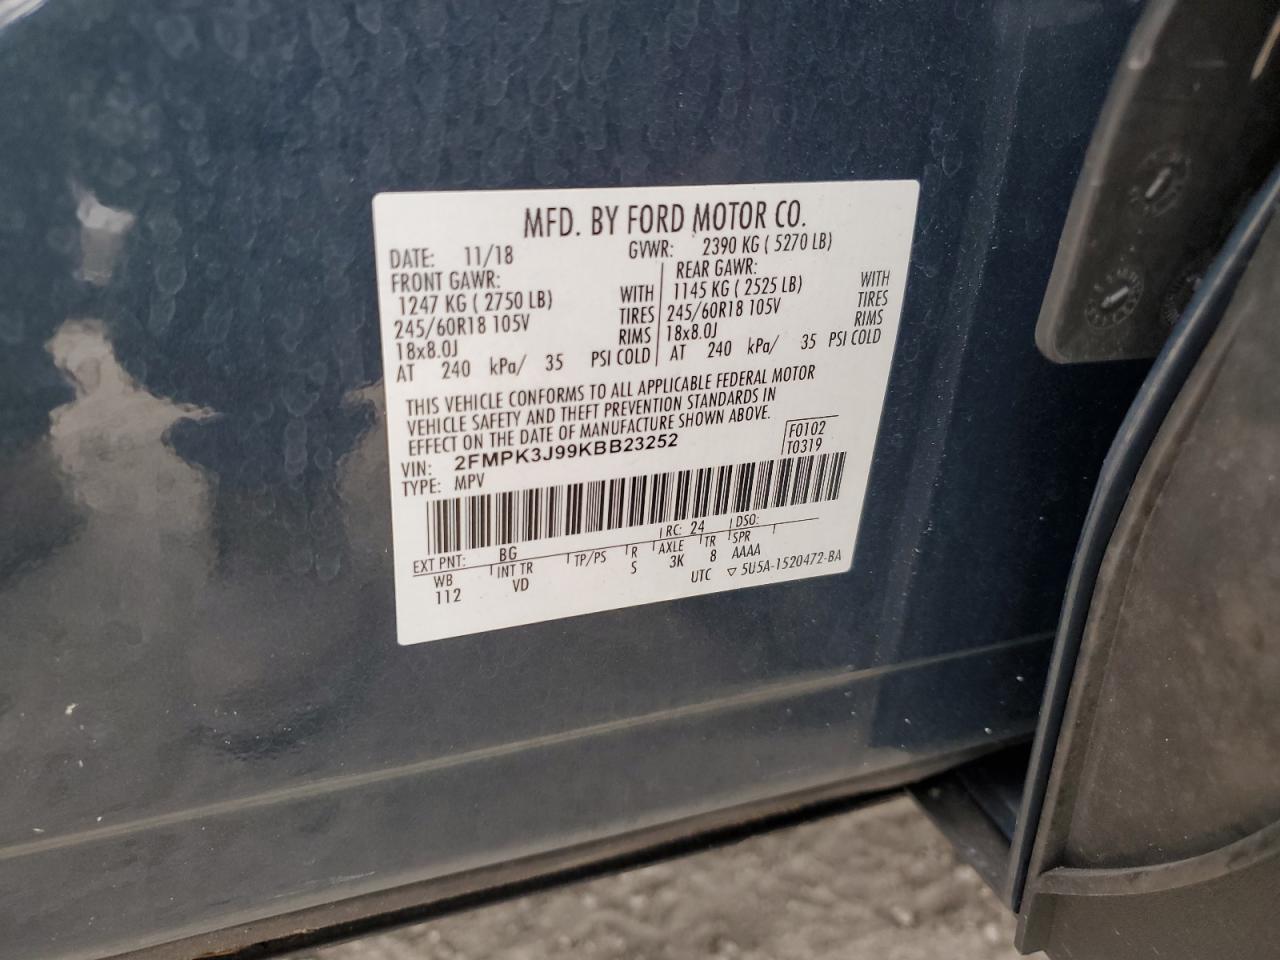 MFD. BY FORD MOTOR CO.
DATE: 11/18 GVWR: 2390 KG ( 5270 LB)
FRONT GAWR: REAR GAWR:
1247 KG ( 2750 LB) WITH 1145 KG ( 2525 LB) WITH
245/60R18 105V TIRES 245/60R18 105V TIRES
18x8.0J RIMS 18x8.0J RIMS
AT 240 kPa/ 35 PSI COLD AT 240 kPa/ 35 PSI COLD
THIS VEHICLE CONFORMS TO ALL APPLICABLE FEDERAL MOTOR
VEHICLE SAFETY AND THEFT PREVENTION STANDARDS IN
EFFECT ON THE DATE OF MANUFACTURE SHOWN ABOVE.
VIN: 2FMPK3J99KBB23252 F0102
TYPE: MPV T0319
EXT PNT: BG RC: 24 DSO:
WB INT TR TP/PS R AXLE TR SPR
112 VD S 3K 8 AAAA
UTC ▽ 5U5A-1520472-BA